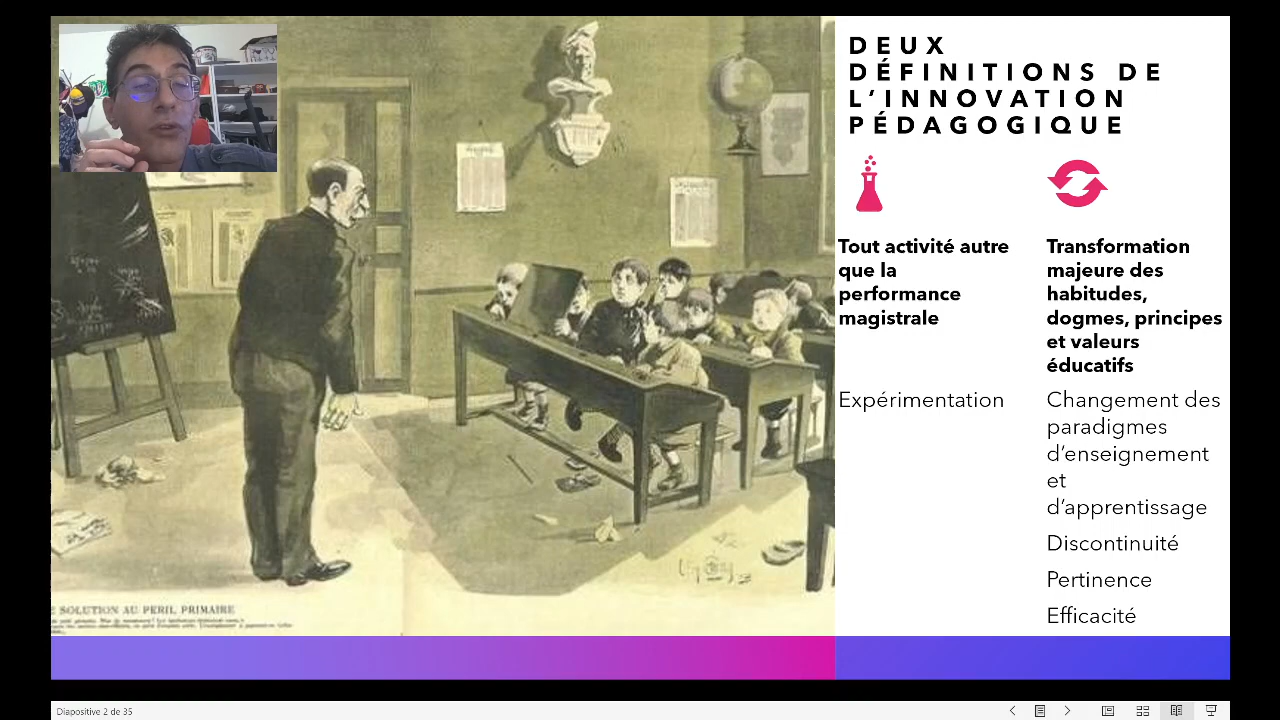 DEUX
DÉFINITIONS DE
L'INNOVATION
PÉDAGOGIQUE
Tout activité autre
que la
performance
magistrale
Expérimentation
Transformation
majeure des
habitudes,
dogmes, principes
et valeurs
éducatifs
Changement des
paradigmes
d'enseignement
et
d'apprentissage
Discontinuité
Pertinence
Efficacité
SOLUTION AU PERIL PRIMAIRE
Diapositive 2 de 35